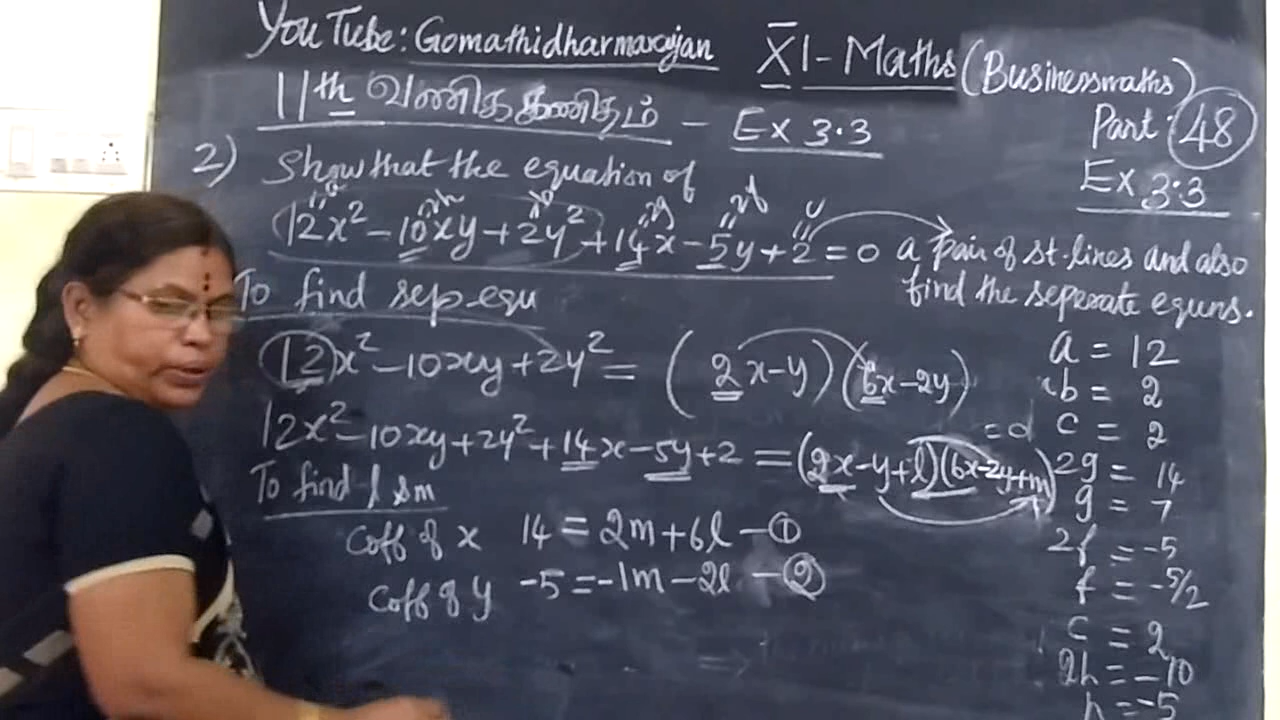 YouTube: Gomathidharmarajan XI-Maths (Businessmaths)
11th வணிககணிதம் - Ex 3.3
Part: 48
Ex 3.3
2) Show that the equation of
12x² - 10xy + 2y² + 14x - 5y + 2 = 0 a pair of st.lines and also
find the seperate equns.
To find sep.equ
12x² - 10xy + 2y² = (2x-y)(6x-2y)
12x² - 10xy + 2y² + 14x - 5y + 2 = (2x-y+l)(6x-2y+m)
To find l & m
Coff of x 14 = 2m + 6l - ①
Coff of y -5 = -1m - 2l - ②
a = 12
b = 2
c = 2
2g = 14
g = 7
2f = -5
f = -5/2
c = 2
2h = -10
h = -5